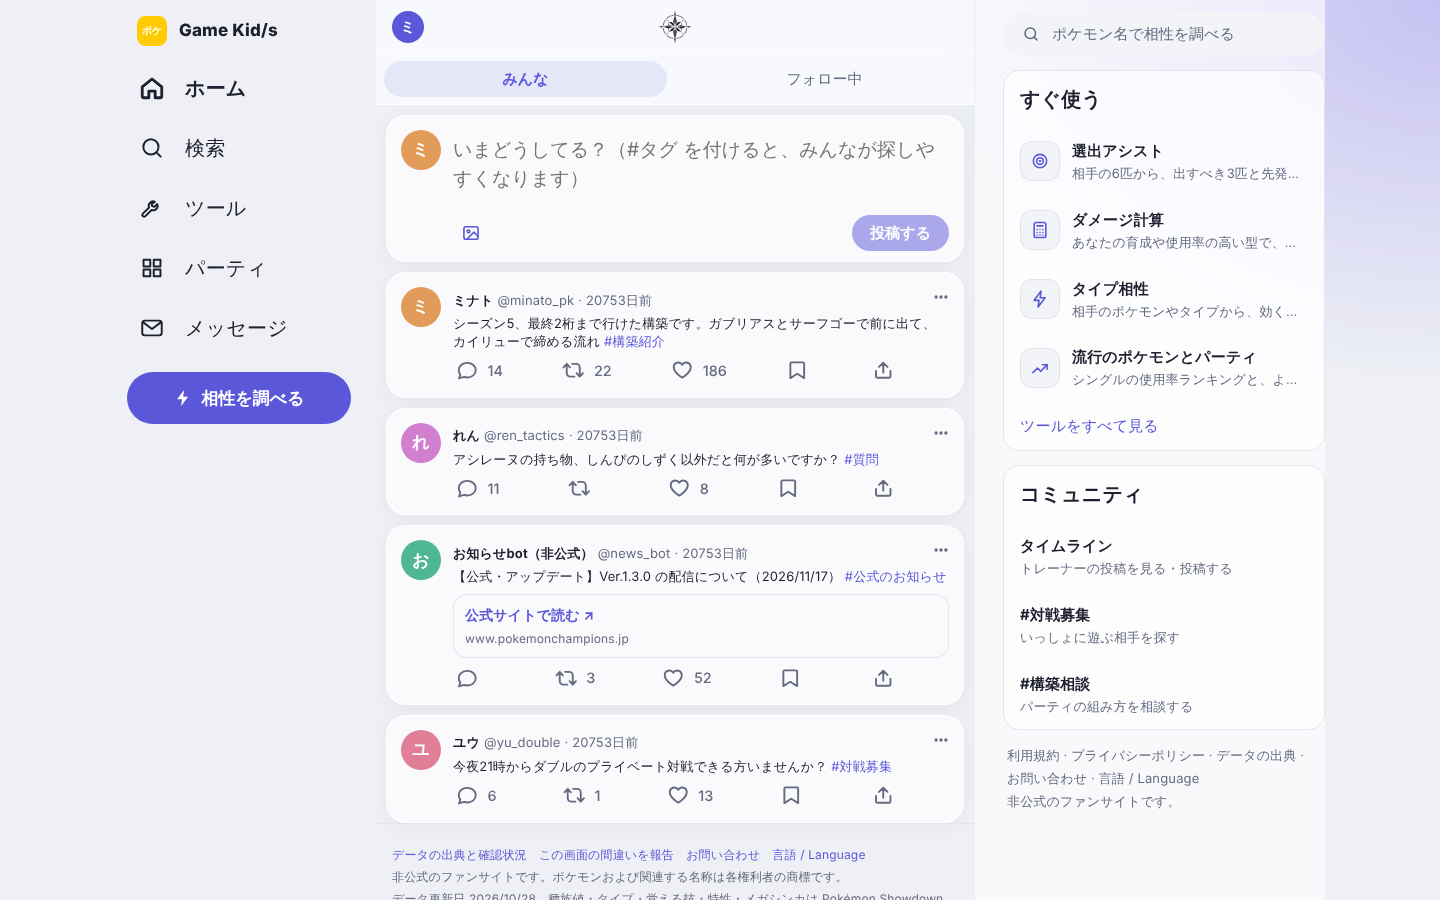 ポケ Game Kid/s
ホーム
検索
ツール
パーティ
メッセージ
相性を調べる
ミ
みんな フォロー中
ミ
いまどうしてる？（#タグ を付けると、みんなが探しや
すくなります）
投稿する
ミ
ミナト @minato_pk · 20753日前
シーズン5、最終2桁まで行けた構築です。ガブリアスとサーフゴーで前に出て、
カイリューで締める流れ #構築紹介
14 22 186
れ
れん @ren_tactics · 20753日前
アシレーヌの持ち物、しんぴのしずく以外だと何が多いですか？ #質問
11 8
お
お知らせbot（非公式） @news_bot · 20753日前
【公式・アップデート】Ver.1.3.0 の配信について（2026/11/17） #公式のお知らせ
公式サイトで読む
www.pokemonchampions.jp
3 52
ユ
ユウ @yu_double · 20753日前
今夜21時からダブルのプライベート対戦できる方いませんか？ #対戦募集
6 1 13
データの出典と確認状況 この画面の間違いを報告 お問い合わせ 言語 / Language
非公式のファンサイトです。ポケモンおよび関連する名称は各権利者の商標です。
データ更新日 2026/10/28。種族値・タイプ・覚える技・特性・メガシンカは Pokémon Showdown
ポケモン名で相性を調べる
すぐ使う
選出アシスト
相手の6匹から、出すべき3匹と先発...
ダメージ計算
あなたの育成や使用率の高い型で、...
タイプ相性
相手のポケモンやタイプから、効く...
流行のポケモンとパーティ
シングルの使用率ランキングと、よ...
ツールをすべて見る
コミュニティ
タイムライン
トレーナーの投稿を見る・投稿する
#対戦募集
いっしょに遊ぶ相手を探す
#構築相談
パーティの組み方を相談する
利用規約 · プライバシーポリシー · データの出典 ·
お問い合わせ · 言語 / Language
非公式のファンサイトです。